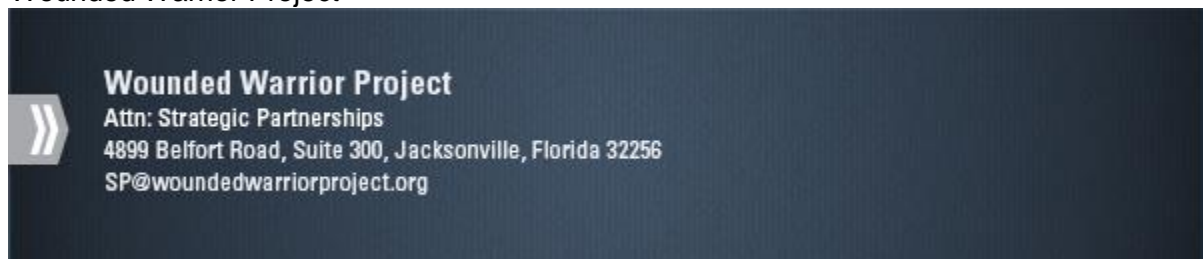 Wounded Warrior Project
Wounded Warrior Project
Attn: Strategic Partnerships
4899 Belfort Road, Suite 300, Jacksonville, Florida 32256
SP@woundedwarriorproject.org